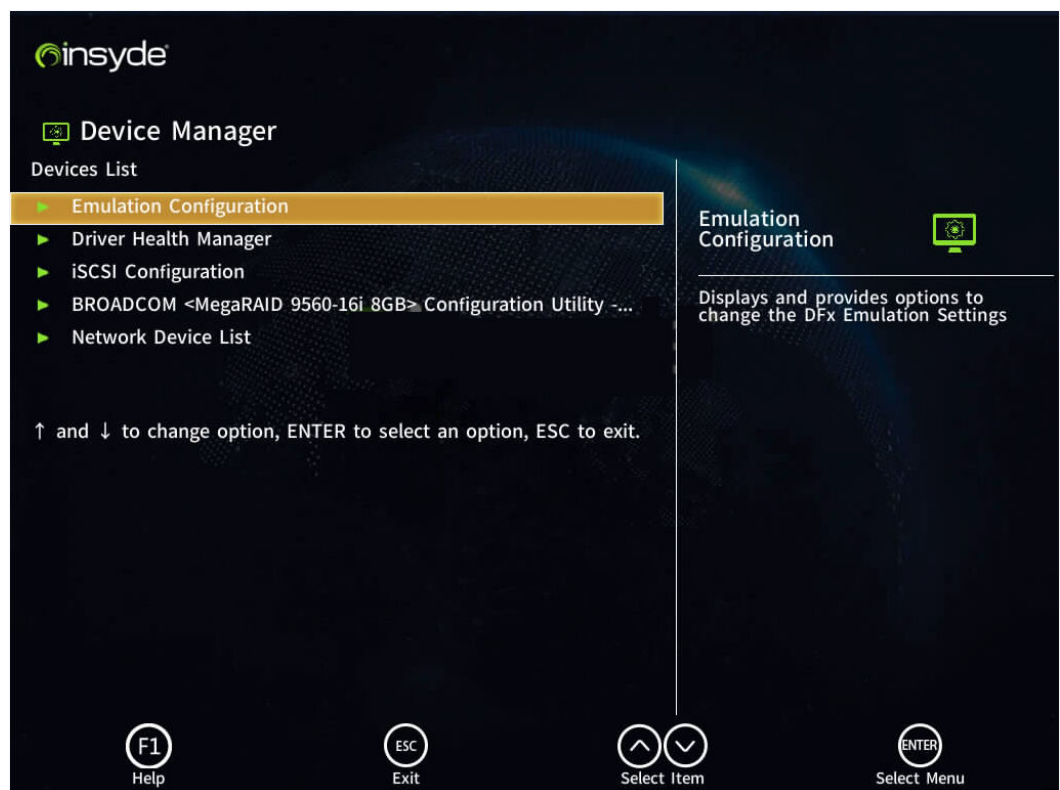 insyde
Device Manager
Devices List
► Emulation Configuration
► Driver Health Manager
► iSCSI Configuration
► BROADCOM <MegaRAID 9560-16i 8GB> Configuration Utility -...
► Network Device List
↑ and ↓ to change option, ENTER to select an option, ESC to exit.
Emulation
Configuration
Displays and provides options to
change the DFx Emulation Settings
F1
Help
ESC
Exit
Select Item
ENTER
Select Menu